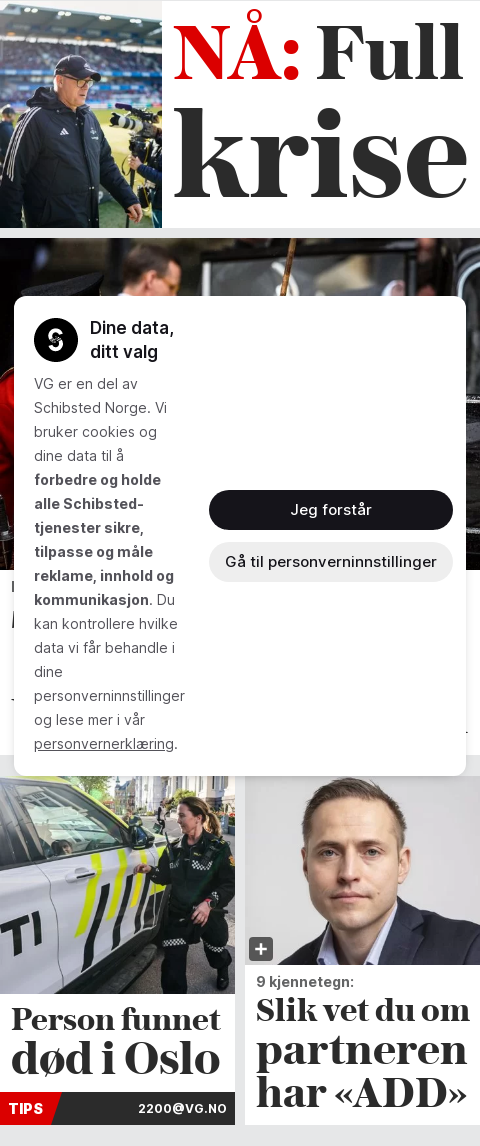 NÅ: Full
krise
Dine data,
ditt valg
VG er en del av
Schibsted Norge. Vi
bruker cookies og
dine data til å
forbedre og holde
alle Schibsted-
tjenester sikre,
tilpasse og måle
reklame, innhold og
kommunikasjon. Du
kan kontrollere hvilke
data vi får behandle i
dine
personverninnstillinger
og lese mer i vår
personvernerklæring.
Jeg forstår
Gå til personverninnstillinger
Person funnet
død i Oslo
TIPS 2200@VG.NO
9 kjennetegn:
Slik vet du om
partneren
har «ADD»